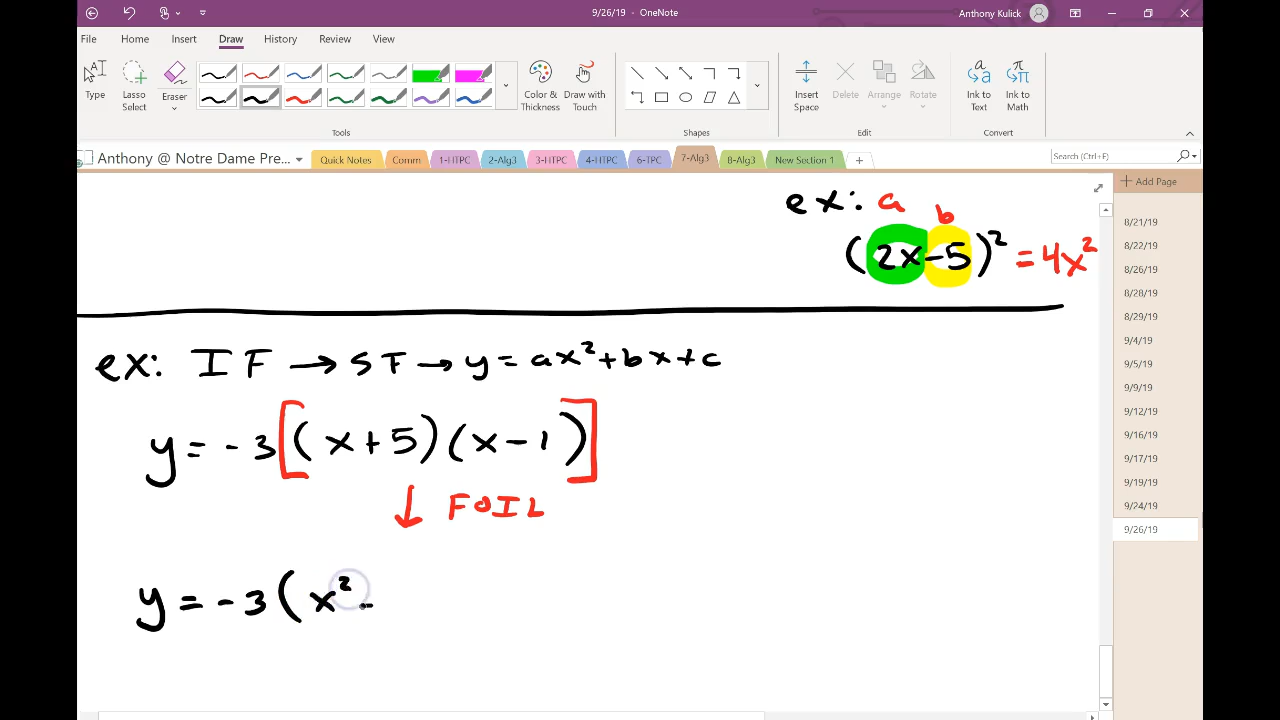 9/26/19 - OneNote
Anthony Kulick
File Home Insert Draw History Review View
Type
Lasso Select
Eraser
Color & Thickness
Draw with Touch
Insert Space
Delete
Arrange
Rotate
Ink to Text
Ink to Math
Tools
Shapes
Edit
Convert
Anthony @ Notre Dame Pre...
Quick Notes Comm 1-HTPC 2-Alg3 3-HTPC 4-HTPC 6-TPC 7-Alg3 8-Alg3 New Section 1 +
Search (Ctrl+F)
+ Add Page
8/21/19
8/22/19
8/26/19
8/28/19
8/29/19
9/4/19
9/5/19
9/9/19
9/12/19
9/16/19
9/17/19
9/19/19
9/24/19
9/26/19
ex: a b
(2x-5)² = 4x²
ex: IF → SF → y = ax² + bx + c
y = -3[(x+5)(x-1)]
↓ FOIL
y = -3(x²